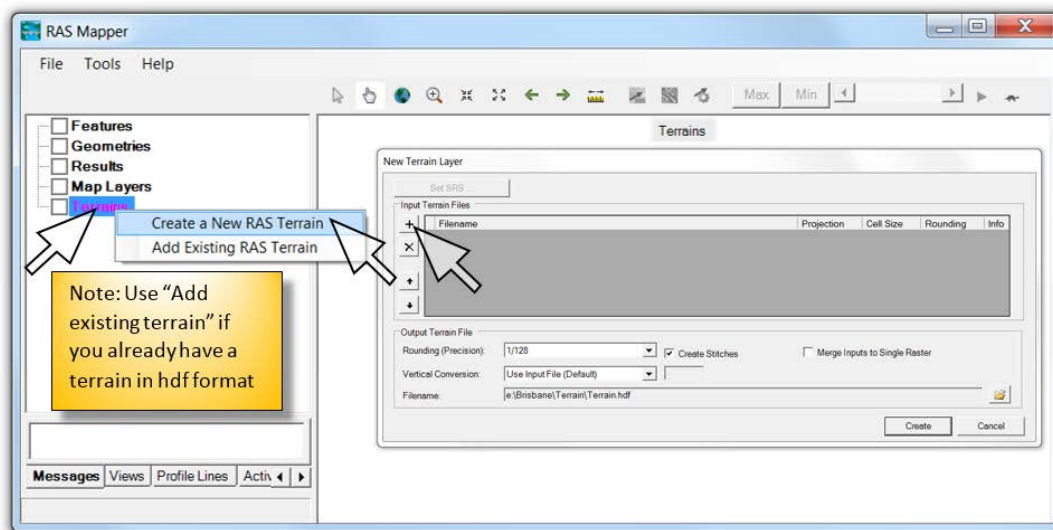 RAS Mapper
File Tools Help
Max Min
Features
Geometries
Results
Map Layers
Terrains
Create a New RAS Terrain
Add Existing RAS Terrain
Note: Use “Add
existing terrain” if
you already have a
terrain in hdf format
Messages Views Profile Lines Activ
Terrains
New Terrain Layer
Set SRS ...
Input Terrain Files
Filename Projection Cell Size Rounding Info
Output Terrain File
Rounding (Precision): 1/128 Create Stitches Merge Inputs to Single Raster
Vertical Conversion: Use Input File (Default)
Filename: e:\Brisbane\Terrain\Terrain.hdf
Create Cancel